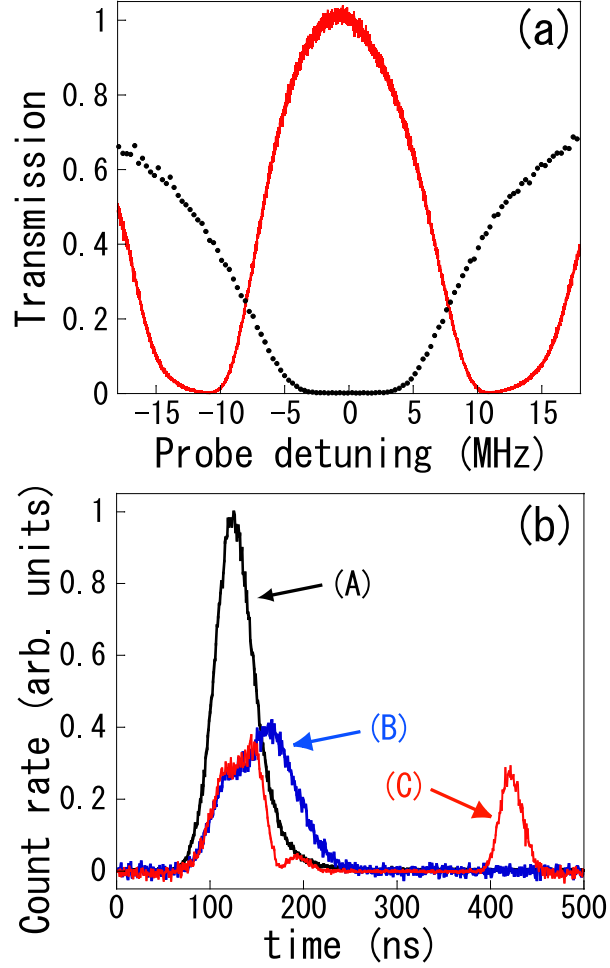 (a)
Transmission
1
0.8
0.6
0.4
0.2
0
−15 −10 −5 0 5 10 15
Probe detuning (MHz)
(b)
Count rate (arb. units)
1
0.8
0.6
0.4
0.2
0
(A)
(B)
(C)
0 100 200 300 400 500
time (ns)